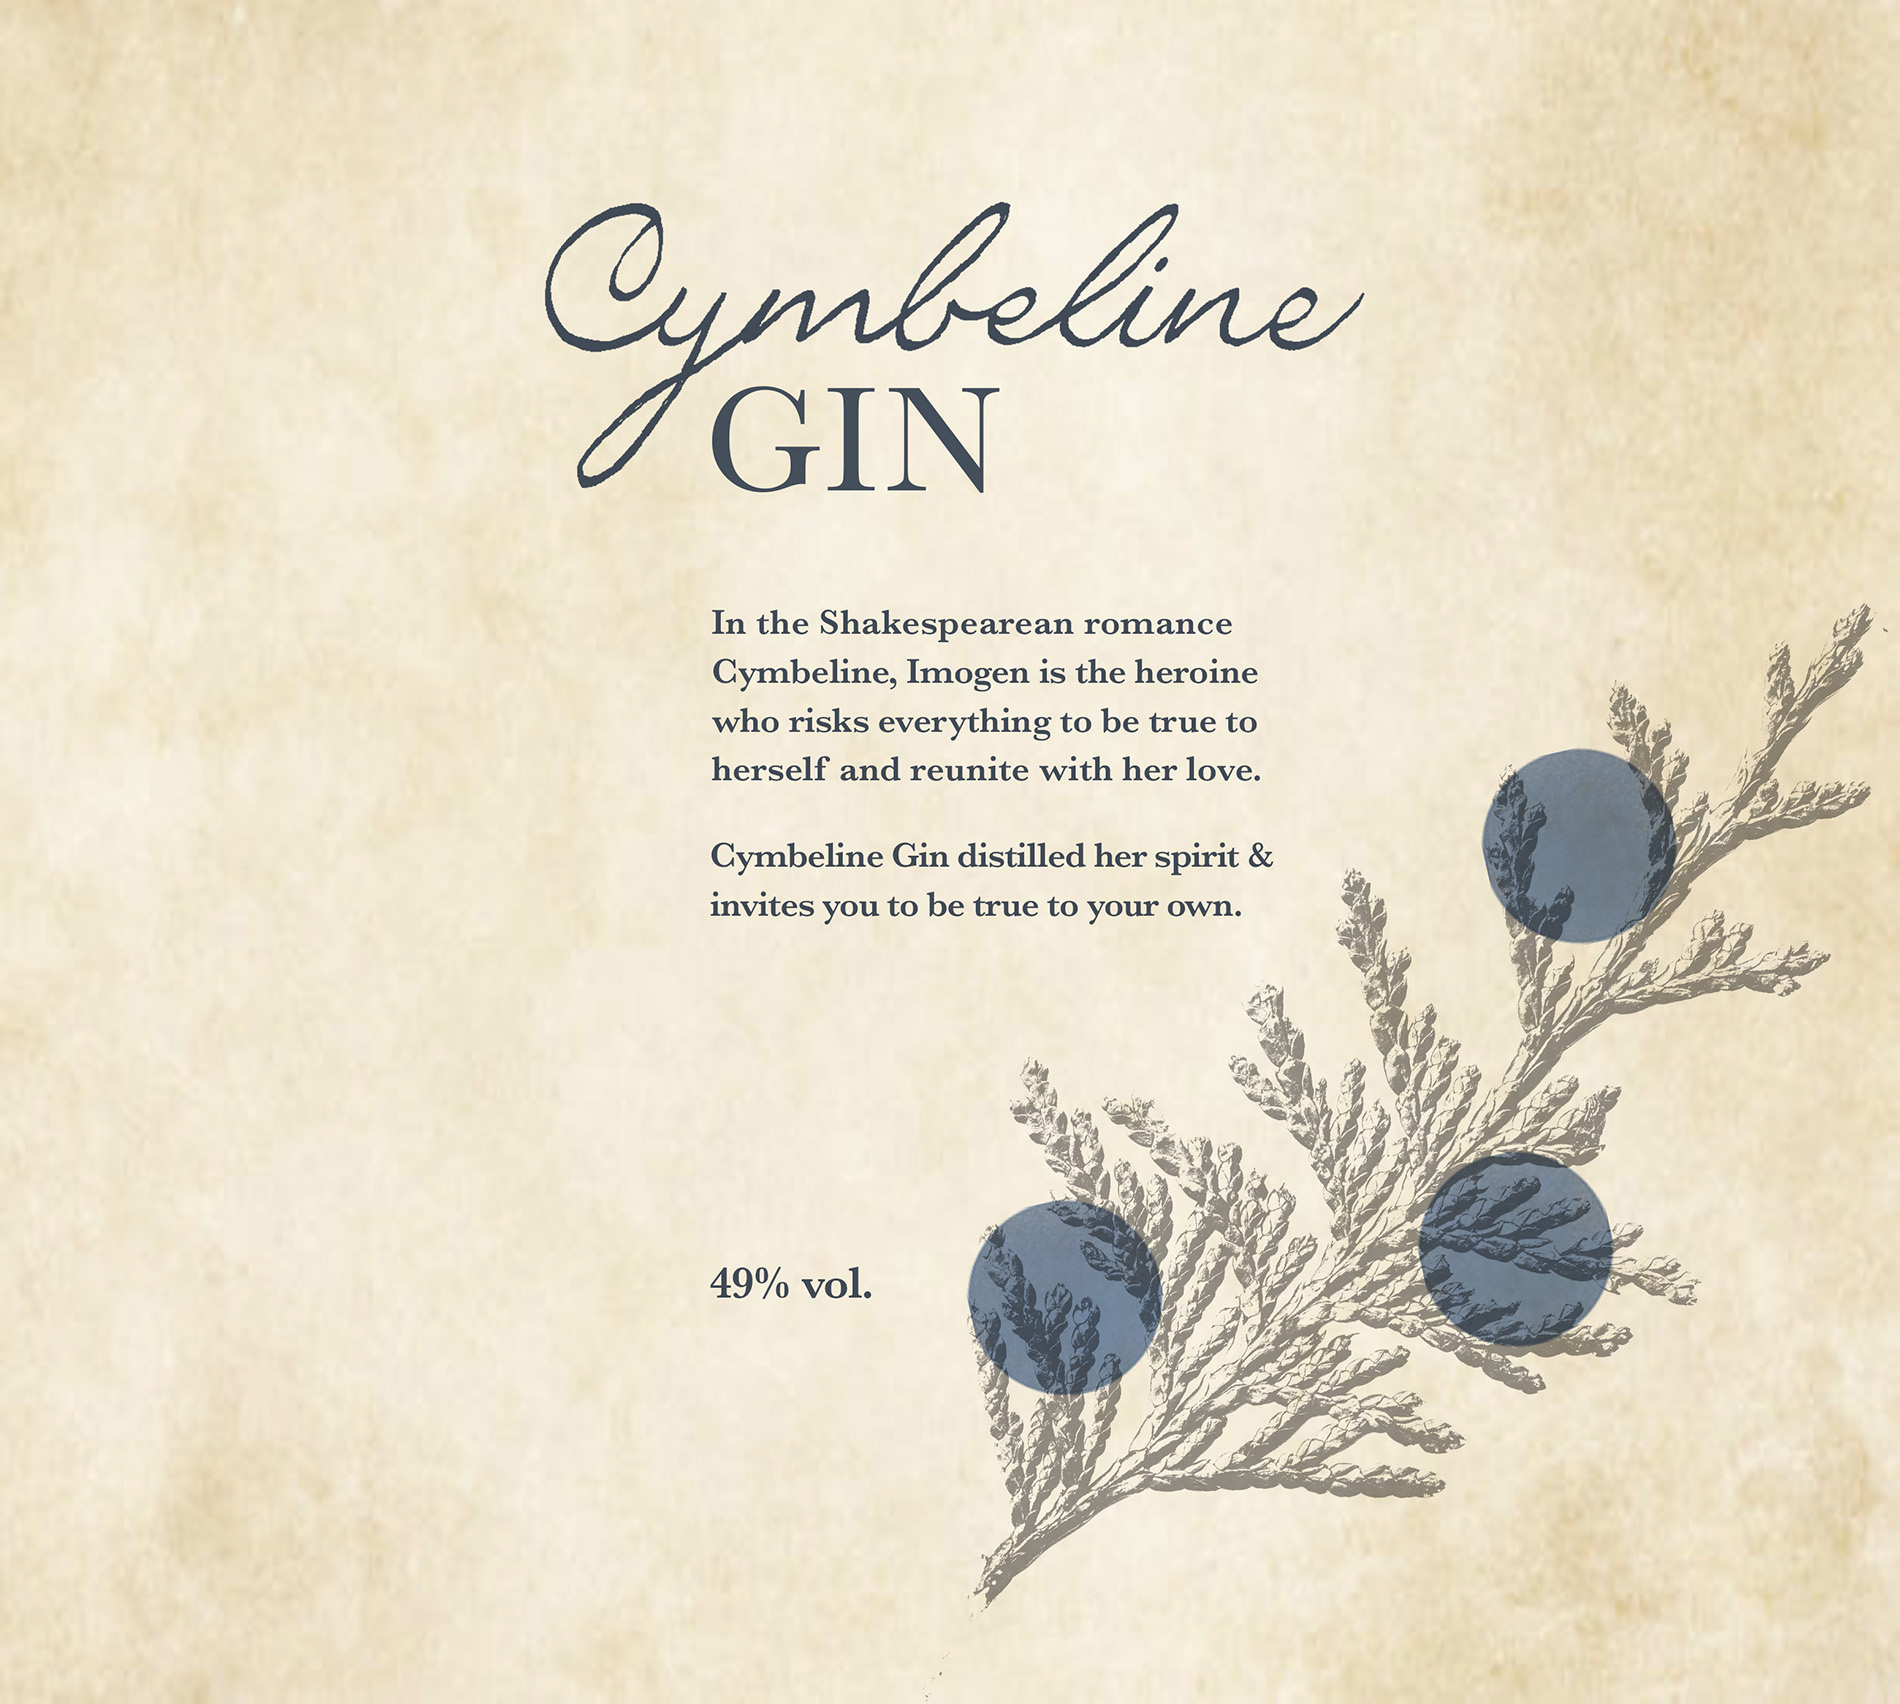 Cymbeline
GIN
In the Shakespearean romance
Cymbeline, Imogen is the heroine
who risks everything to be true to
herself and reunite with her love.
Cymbeline Gin distilled her spirit &
invites you to be true to your own.
49% vol.